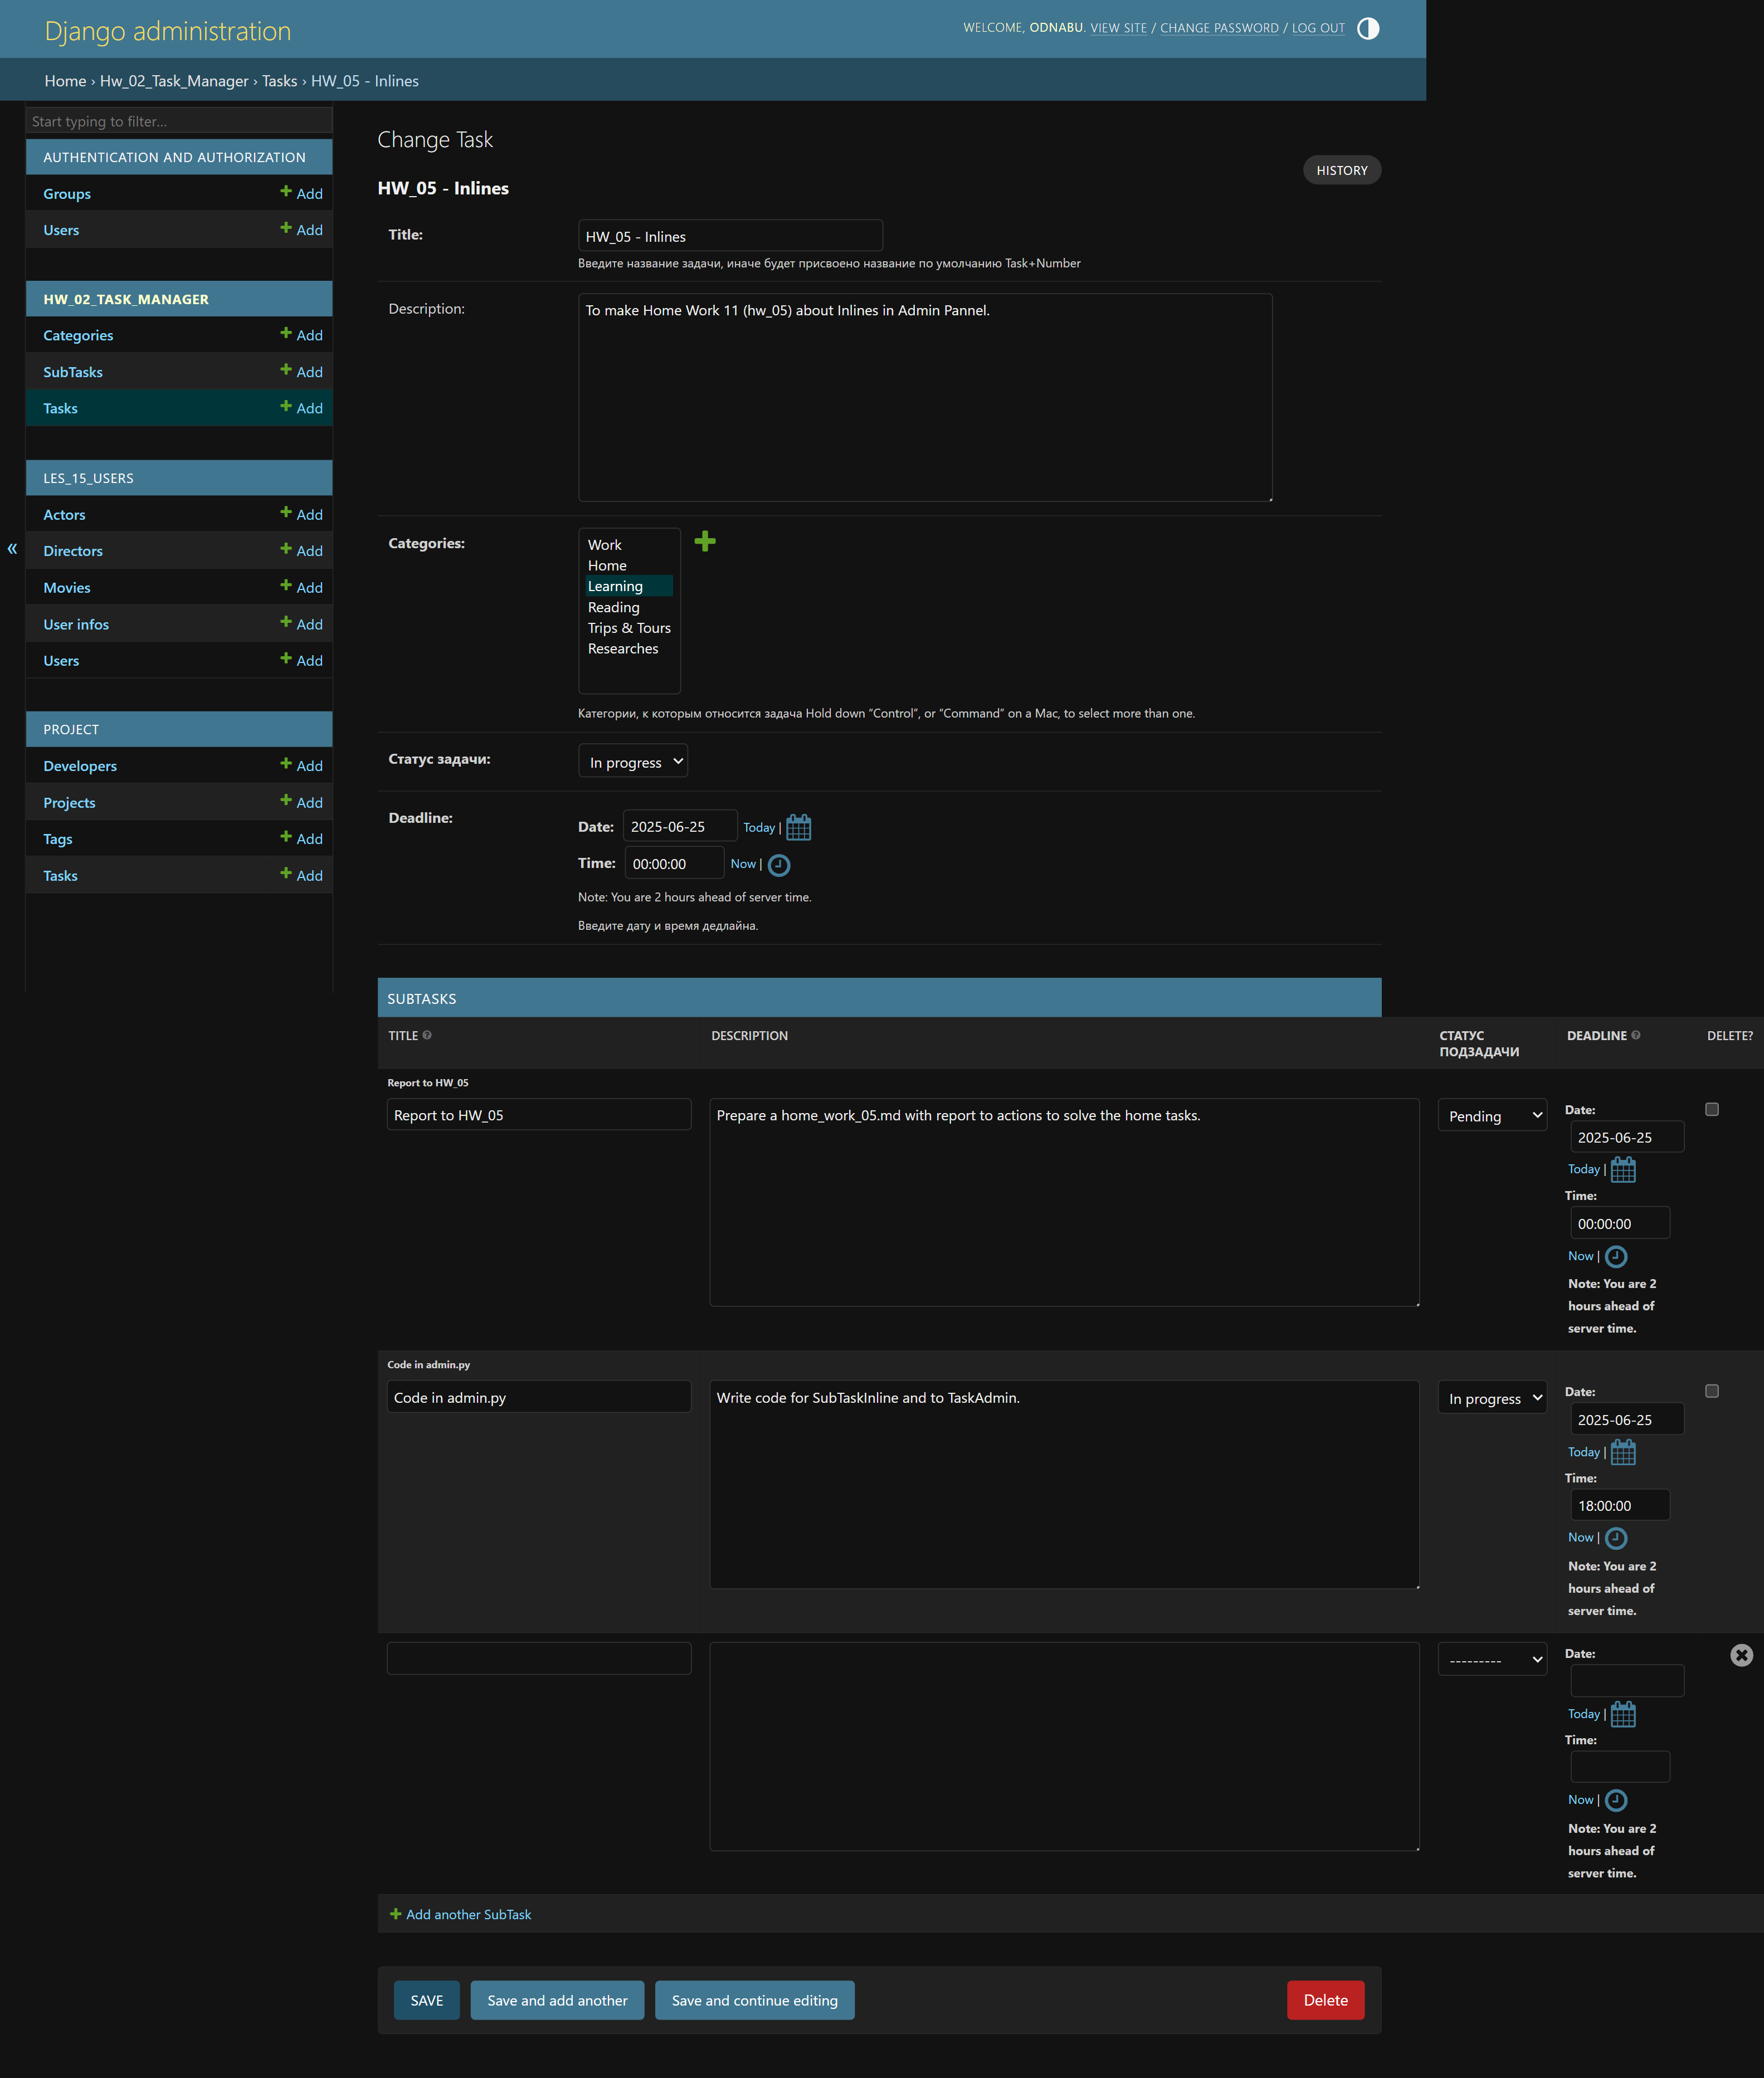 Django administration
WELCOME, ODNABU. VIEW SITE / CHANGE PASSWORD / LOG OUT
Home › Hw_02_Task_Manager › Tasks › HW_05 - Inlines
Start typing to filter...
AUTHENTICATION AND AUTHORIZATION
Groups Add
Users Add
HW_02_TASK_MANAGER
Categories Add
SubTasks Add
Tasks Add
LES_15_USERS
Actors Add
Directors Add
Movies Add
User infos Add
Users Add
PROJECT
Developers Add
Projects Add
Tags Add
Tasks Add
«
Change Task
HISTORY
HW_05 - Inlines
Title: HW_05 - Inlines
Введите название задачи, иначе будет присвоено название по умолчанию Task+Number
Description: To make Home Work 11 (hw_05) about Inlines in Admin Pannel.
Categories:
Work
Home
Learning
Reading
Trips & Tours
Researches
Категории, к которым относится задача Hold down “Control”, or “Command” on a Mac, to select more than one.
Статус задачи: In progress
Deadline:
Date: 2025-06-25 Today |
Time: 00:00:00 Now |
Note: You are 2 hours ahead of server time.
Введите дату и время дедлайна.
SUBTASKS
TITLE DESCRIPTION СТАТУС ПОДЗАДАЧИ DEADLINE DELETE?
Report to HW_05
Report to HW_05
Prepare a home_work_05.md with report to actions to solve the home tasks.
Pending
Date:
2025-06-25
Today |
Time:
00:00:00
Now |
Note: You are 2
hours ahead of
server time.
Code in admin.py
Code in admin.py
Write code for SubTaskInline and to TaskAdmin.
In progress
Date:
2025-06-25
Today |
Time:
18:00:00
Now |
Note: You are 2
hours ahead of
server time.
---------
Date:
Today |
Time:
Now |
Note: You are 2
hours ahead of
server time.
Add another SubTask
SAVE
Save and add another
Save and continue editing
Delete